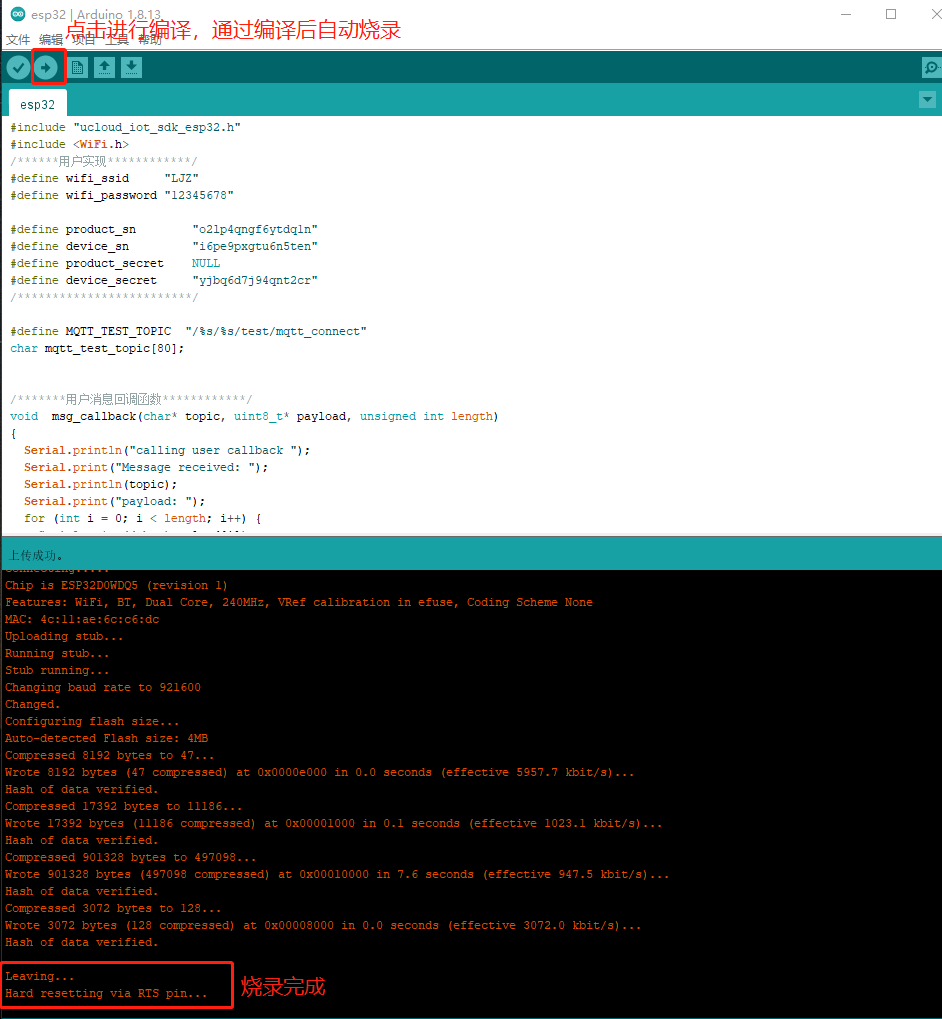 esp32 | Arduino 1.8.13
点击进行编译，通过编译后自动烧录
文件 编辑 项目 工具 帮助
esp32
#include "ucloud_iot_sdk_esp32.h"
#include <WiFi.h>
/******用户实现************/
#define wifi_ssid     "LJZ"
#define wifi_password "12345678"
#define product_sn        "o2lp4qngf6ytdqln"
#define device_sn         "i6pe9pxgtu6n5ten"
#define product_secret    NULL
#define device_secret     "yjbq6d7j94qnt2cr"
/*************************/
#define MQTT_TEST_TOPIC  "/%s/%s/test/mqtt_connect"
char mqtt_test_topic[80];
/*******用户消息回调函数************/
void  msg_callback(char* topic, uint8_t* payload, unsigned int length)
{
  Serial.println("calling user callback ");
  Serial.print("Message received: ");
  Serial.println(topic);
  Serial.print("payload: ");
  for (int i = 0; i < length; i++) {
上传成功。
Connecting.....
Chip is ESP32D0WDQ5 (revision 1)
Features: WiFi, BT, Dual Core, 240MHz, VRef calibration in efuse, Coding Scheme None
MAC: 4c:11:ae:6c:c6:dc
Uploading stub...
Running stub...
Stub running...
Changing baud rate to 921600
Changed.
Configuring flash size...
Auto-detected Flash size: 4MB
Compressed 8192 bytes to 47...
Wrote 8192 bytes (47 compressed) at 0x0000e000 in 0.0 seconds (effective 5957.7 kbit/s)...
Hash of data verified.
Compressed 17392 bytes to 11186...
Wrote 17392 bytes (11186 compressed) at 0x00001000 in 0.1 seconds (effective 1023.1 kbit/s)...
Hash of data verified.
Compressed 901328 bytes to 497098...
Wrote 901328 bytes (497098 compressed) at 0x00010000 in 7.6 seconds (effective 947.5 kbit/s)...
Hash of data verified.
Compressed 3072 bytes to 128...
Wrote 3072 bytes (128 compressed) at 0x00008000 in 0.0 seconds (effective 3072.0 kbit/s)...
Hash of data verified.
Leaving...
Hard resetting via RTS pin...
烧录完成